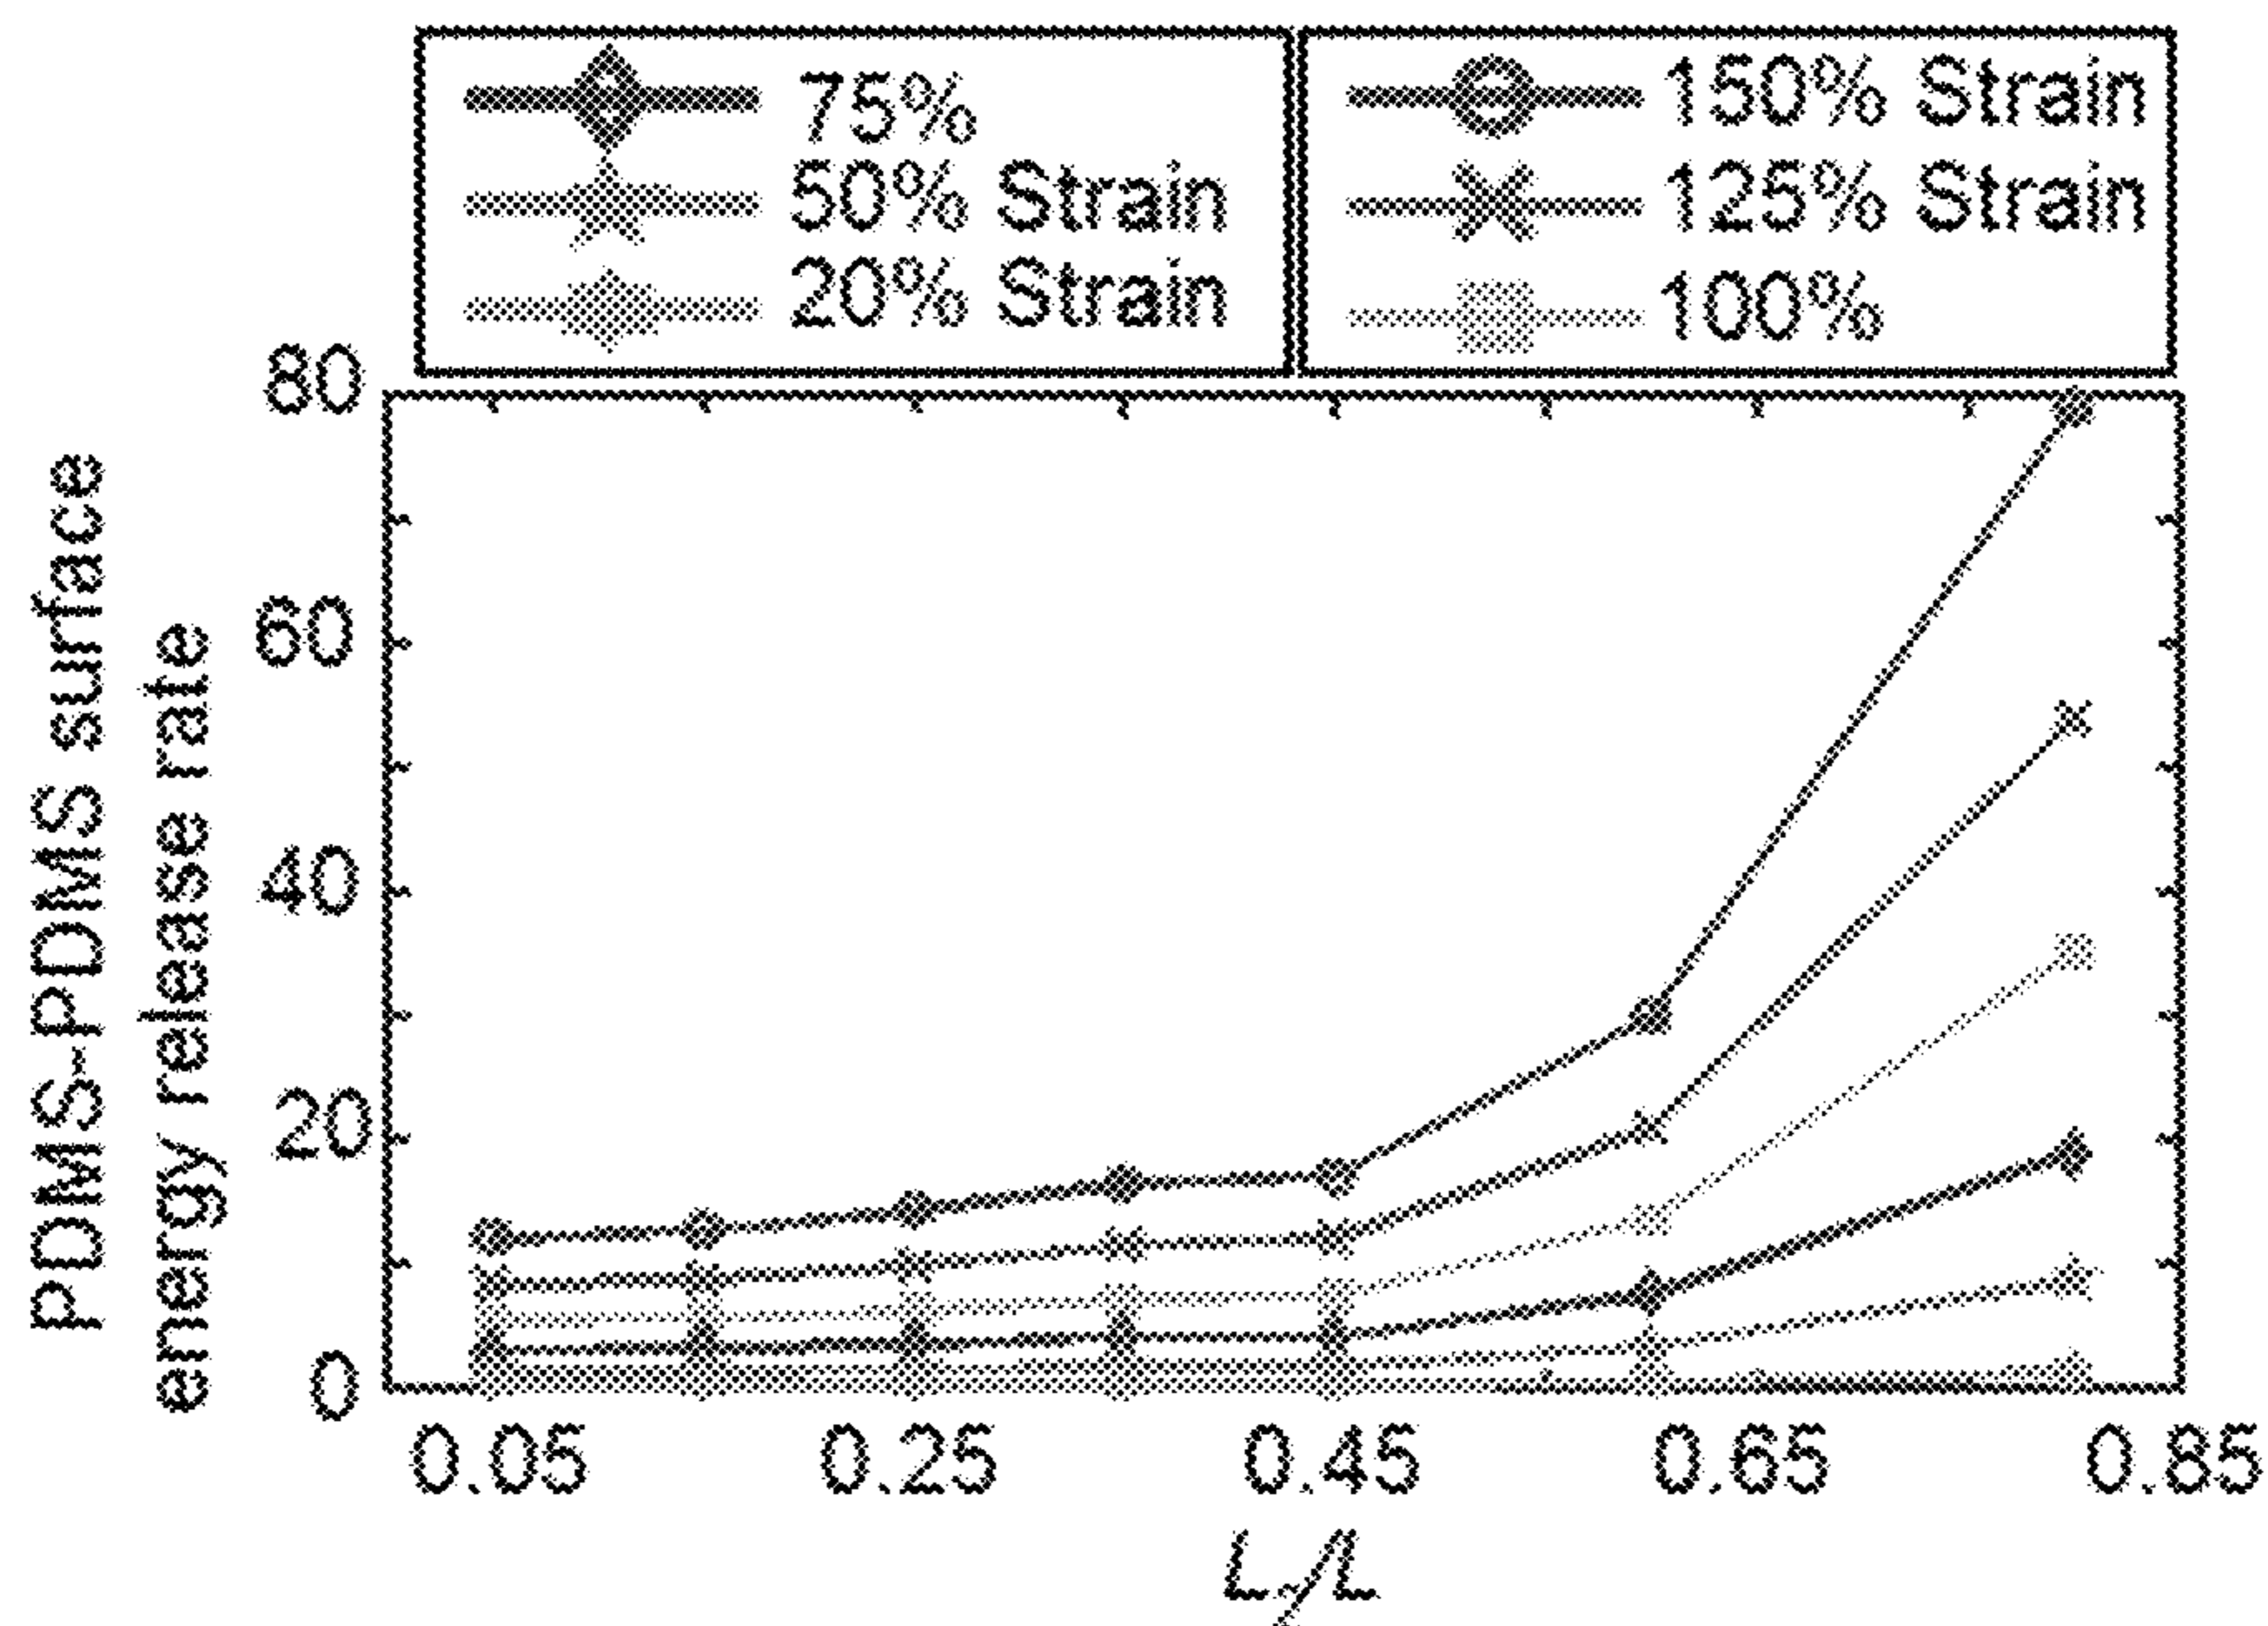 75%
50% Strain
20% Strain
150% Strain
125% Strain
100%
PDMS-PDMS surface
energy release rate
80
60
40
20
0
0.05 0.25 0.45 0.65 0.85